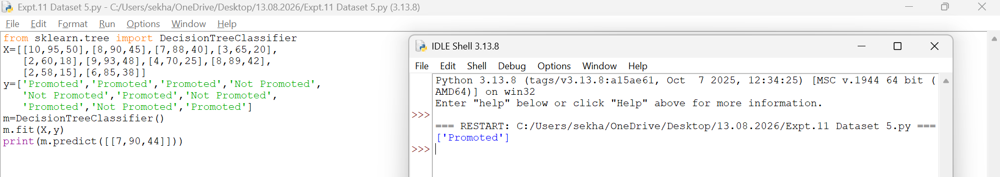 Expt.11 Dataset 5.py - C:/Users/sekha/OneDrive/Desktop/13.08.2026/Expt.11 Dataset 5.py (3.13.8)
File Edit Format Run Options Window Help
from sklearn.tree import DecisionTreeClassifier
X=[[10,95,50],[8,90,45],[7,88,40],[3,65,20],
   [2,60,18],[9,93,48],[4,70,25],[8,89,42],
   [2,58,15],[6,85,38]]
y=['Promoted','Promoted','Promoted','Not Promoted',
   'Not Promoted','Promoted','Not Promoted',
   'Promoted','Not Promoted','Promoted']
m=DecisionTreeClassifier()
m.fit(X,y)
print(m.predict([[7,90,44]]))
IDLE Shell 3.13.8
File Edit Shell Debug Options Window Help
Python 3.13.8 (tags/v3.13.8:a15ae61, Oct  7 2025, 12:34:25) [MSC v.1944 64 bit (
AMD64)] on win32
Enter "help" below or click "Help" above for more information.
>>>
=== RESTART: C:/Users/sekha/OneDrive/Desktop/13.08.2026/Expt.11 Dataset 5.py ===
['Promoted']
>>>